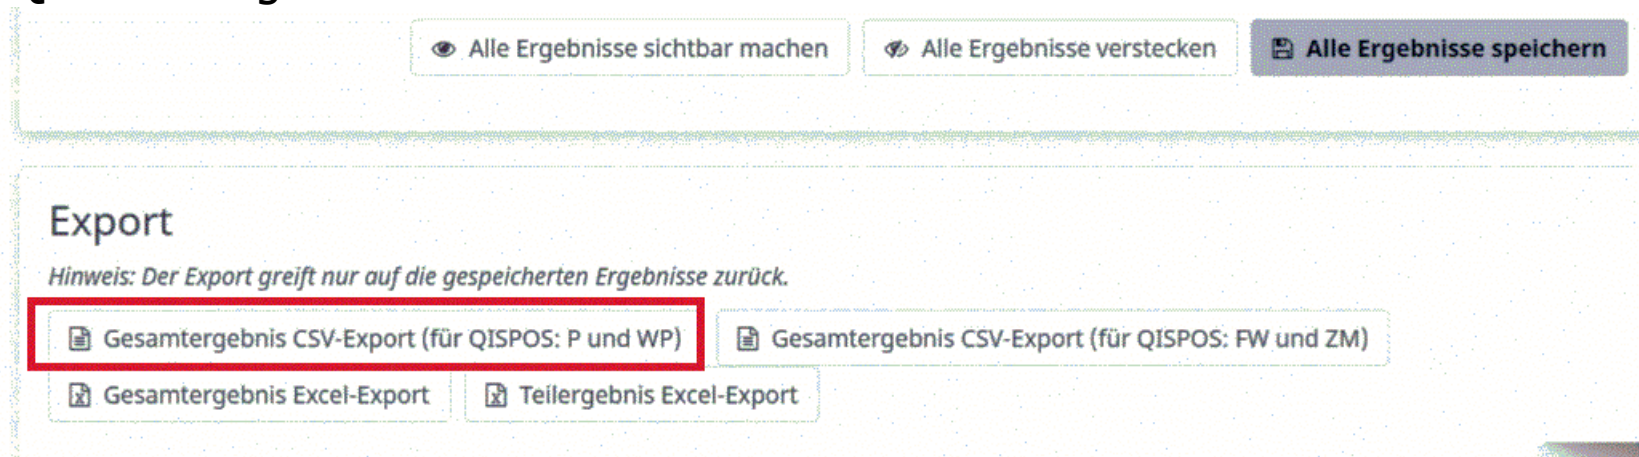 Alle Ergebnisse sichtbar machen Alle Ergebnisse verstecken Alle Ergebnisse speichern
Export
Hinweis: Der Export greift nur auf die gespeicherten Ergebnisse zurück.
Gesamtergebnis CSV-Export (für QISPOS: P und WP) Gesamtergebnis CSV-Export (für QISPOS: FW und ZM)
Gesamtergebnis Excel-Export Teilergebnis Excel-Export